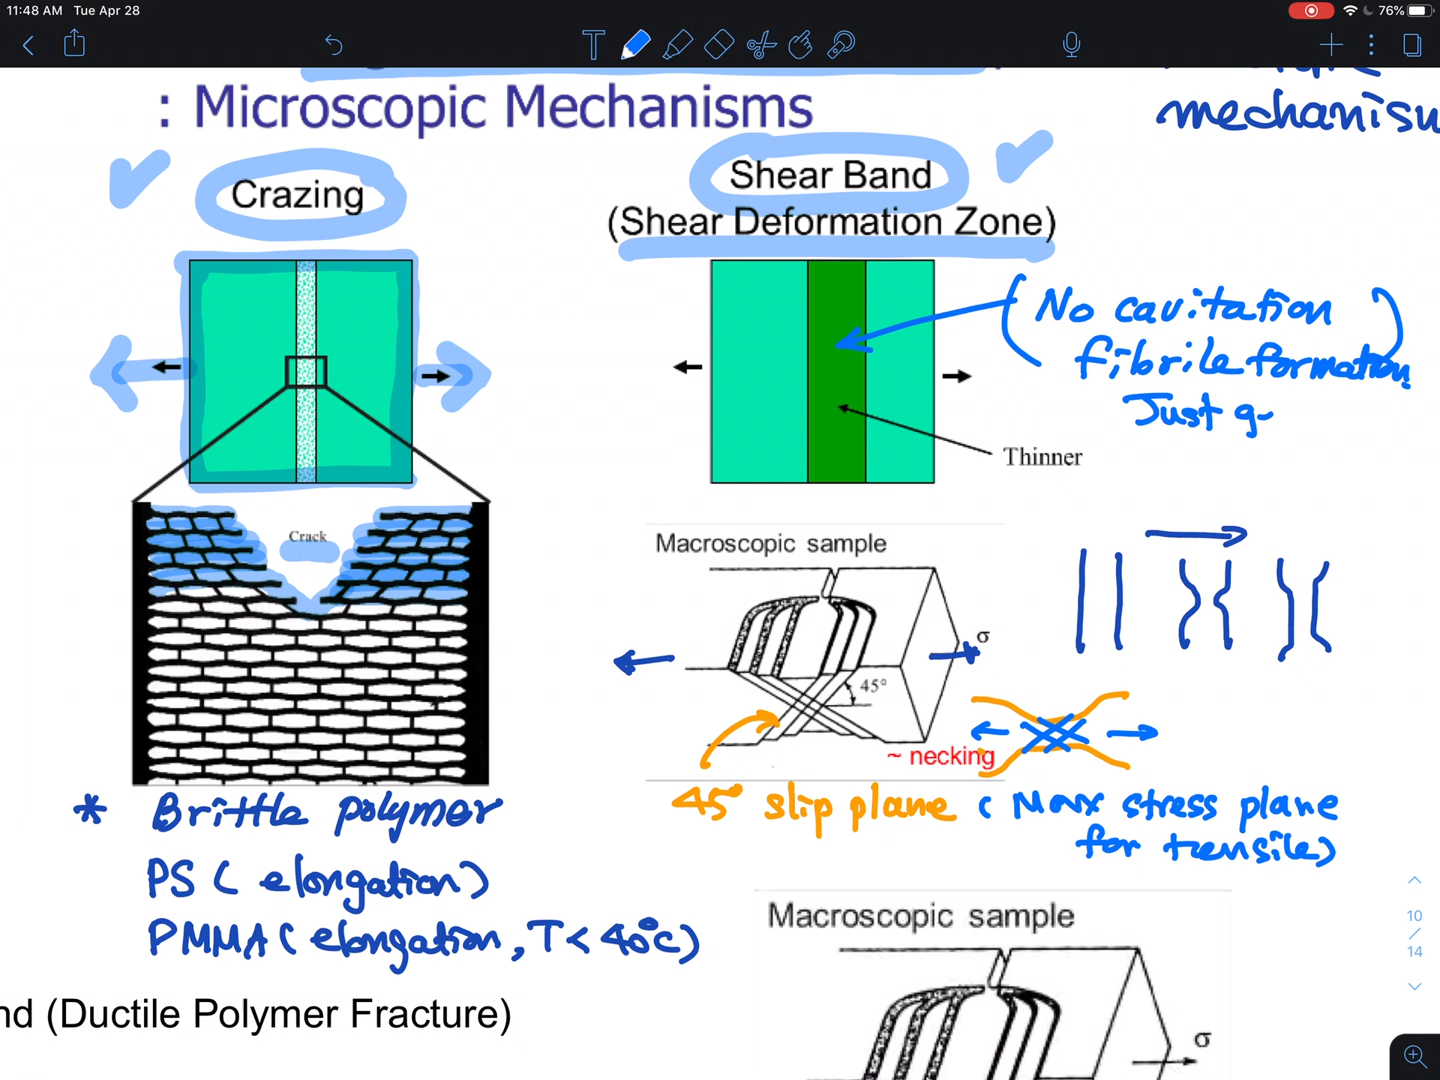 11:48 AM Tue Apr 28
76%
: Microscopic Mechanisms
mechanism
Crazing
Shear Band
(Shear Deformation Zone)
(No cavitation
fibrile formation)
Just g-
Thinner
Crack
Macroscopic sample
σ
45°
~ necking
45° slip plane (Max stress plane
for tensile)
* Brittle polymer
PS (elongation)
PMMA (elongation, T < 40°C)
Macroscopic sample
nd (Ductile Polymer Fracture)
σ
10
/
14